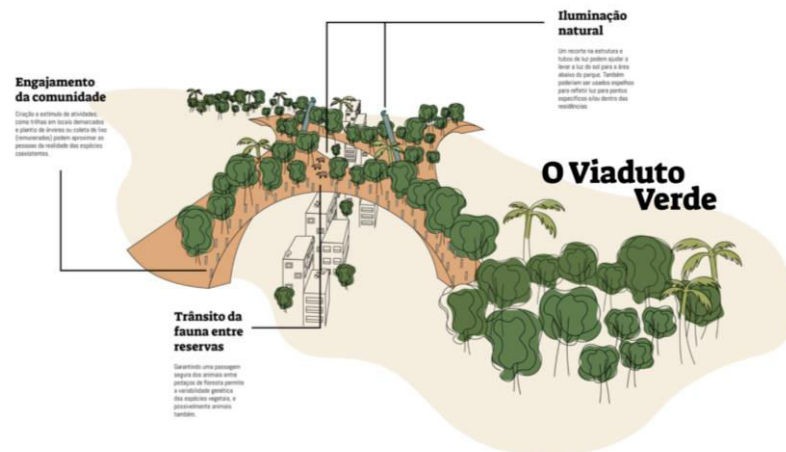 Iluminação
natural
Um recorte na estrutura e
tubos de luz podem ajudar a
levar a luz do sol para a área
abaixo do parque. Também
poderiam ser usados espelhos
para refletir luz para pontos
específicos e/ou dentro das
residências.
Engajamento
da comunidade
Criação e estímulo de atividades
como trilhas em locais demarcados
e plantio de árvores ou coleta de lixo
(remunerados) podem aproximar as
pessoas da realidade das espécies
coexistentes.
O Viaduto
Verde
Trânsito da
fauna entre
reservas
Garantindo uma passagem
segura dos animais entre
pedaços de floresta permite
a variabilidade genética
das espécies vegetais, e
possivelmente animais
também.